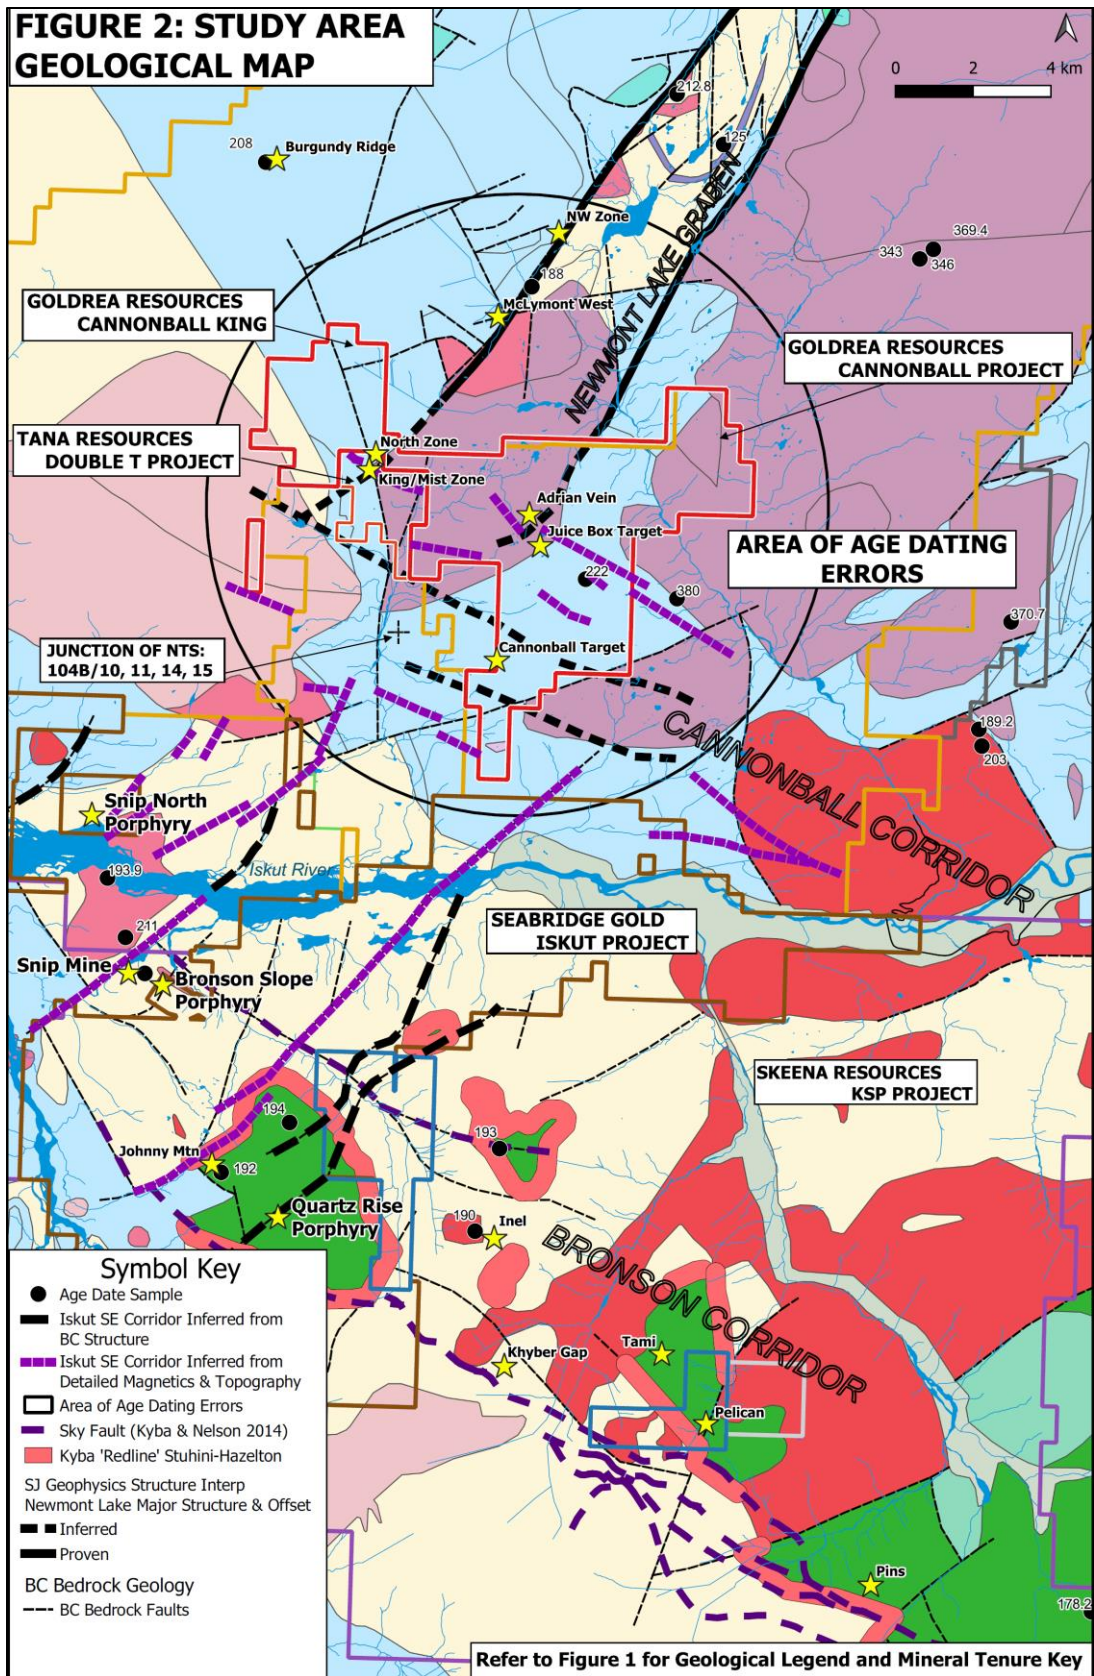 FIGURE 2: STUDY AREA
GEOLOGICAL MAP
0 2 4 km
212.8
125
208
Burgundy Ridge
NW Zone
369.4
343
346
188
McLymont West
NEWMONT LAKE GRABEN
GOLDREA RESOURCES
CANNONBALL KING
GOLDREA RESOURCES
CANNONBALL PROJECT
TANA RESOURCES
DOUBLE T PROJECT
North Zone
King/Mist Zone
Adrian Vein
Juice Box Target
AREA OF AGE DATING
ERRORS
222
380
370.7
JUNCTION OF NTS:
104B/10, 11, 14, 15
Cannonball Target
189.2
203
CANNONBALL CORRIDOR
Snip North
Porphyry
Iskut River
193.9
211
SEABRIDGE GOLD
ISKUT PROJECT
Snip Mine
Bronson Slope
Porphyry
SKEENA RESOURCES
KSP PROJECT
194
193
Johnny Mtn
192
Quartz Rise
Porphyry
190
Inel
BRONSON CORRIDOR
Tami
Khyber Gap
Pelican
Pins
178.2
Symbol Key
Age Date Sample
Iskut SE Corridor Inferred from
BC Structure
Iskut SE Corridor Inferred from
Detailed Magnetics & Topography
Area of Age Dating Errors
Sky Fault (Kyba & Nelson 2014)
Kyba 'Redline' Stuhini-Hazelton
SJ Geophysics Structure Interp
Newmont Lake Major Structure & Offset
Inferred
Proven
BC Bedrock Geology
BC Bedrock Faults
Refer to Figure 1 for Geological Legend and Mineral Tenure Key